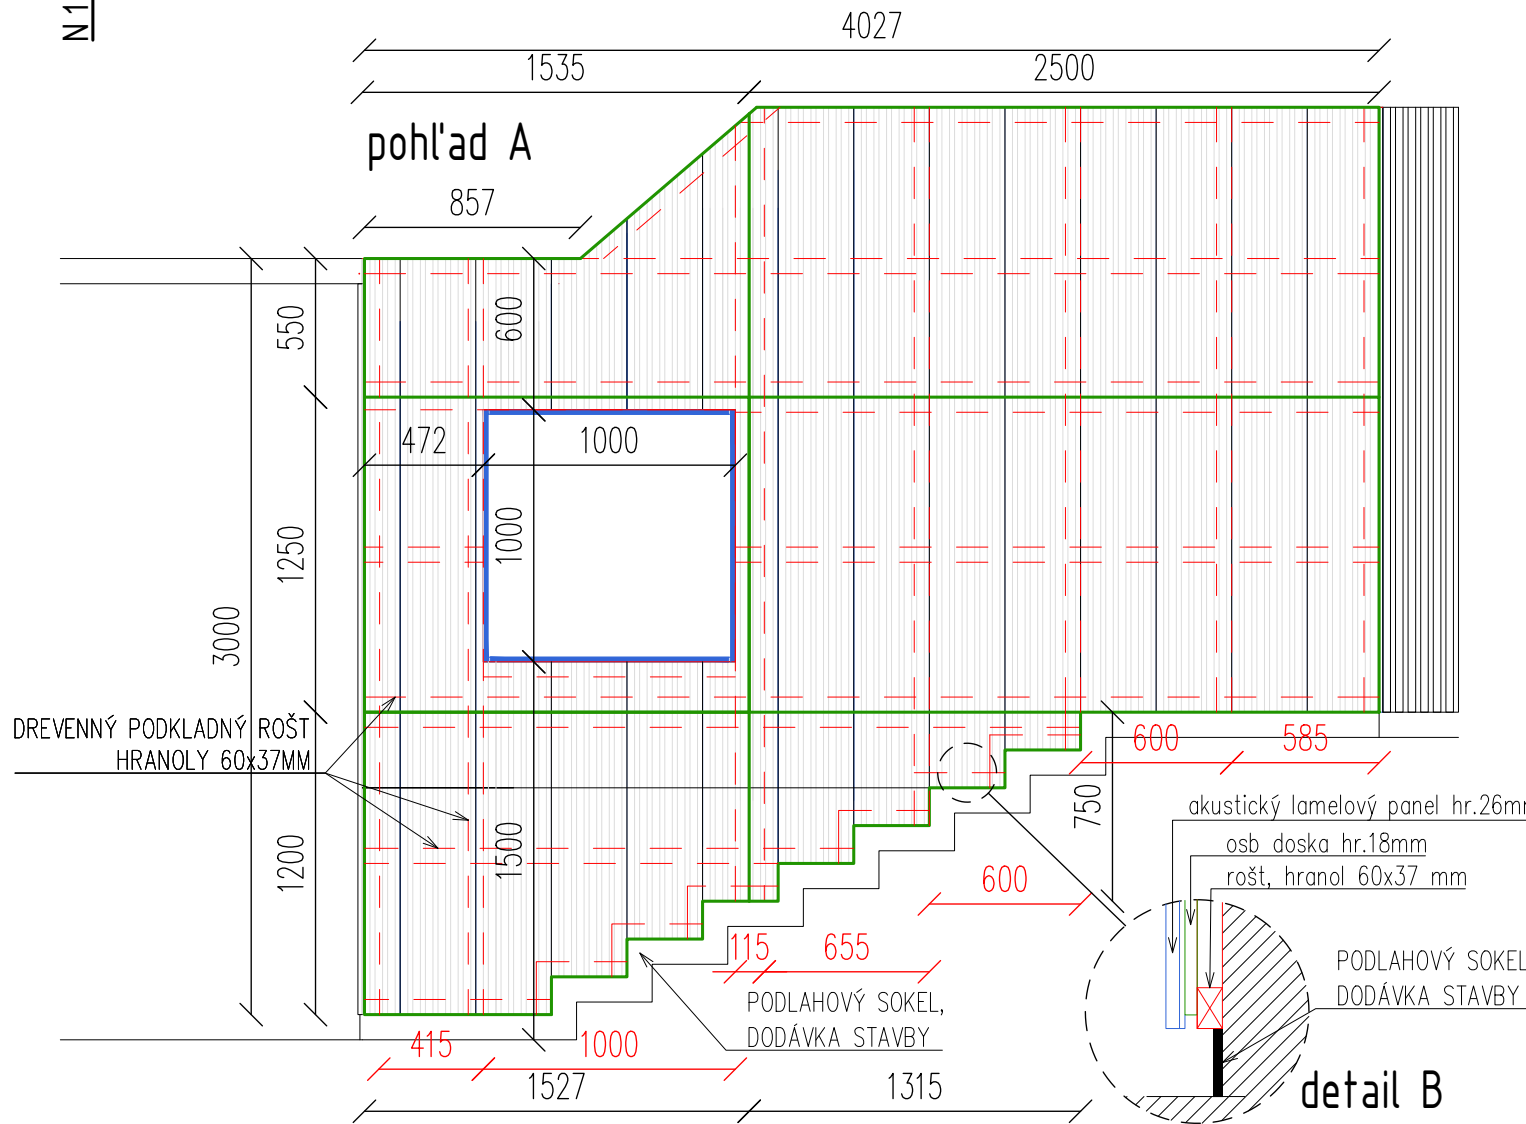 N1
4027
1535
2500
pohľad A
857
550
600
472
1000
1000
1250
3000
DREVENNÝ PODKLADNÝ ROŠT
HRANOLY 60x37MM
600
585
750
akustický lamelový panel hr.26mm
osb doska hr.18mm
rošt, hranol 60x37 mm
1200
1500
600
115
655
PODLAHOVÝ SOKEL,
DODÁVKA STAVBY
PODLAHOVÝ SOKEL
DODÁVKA STAVBY
415
1000
1527
1315
detail B